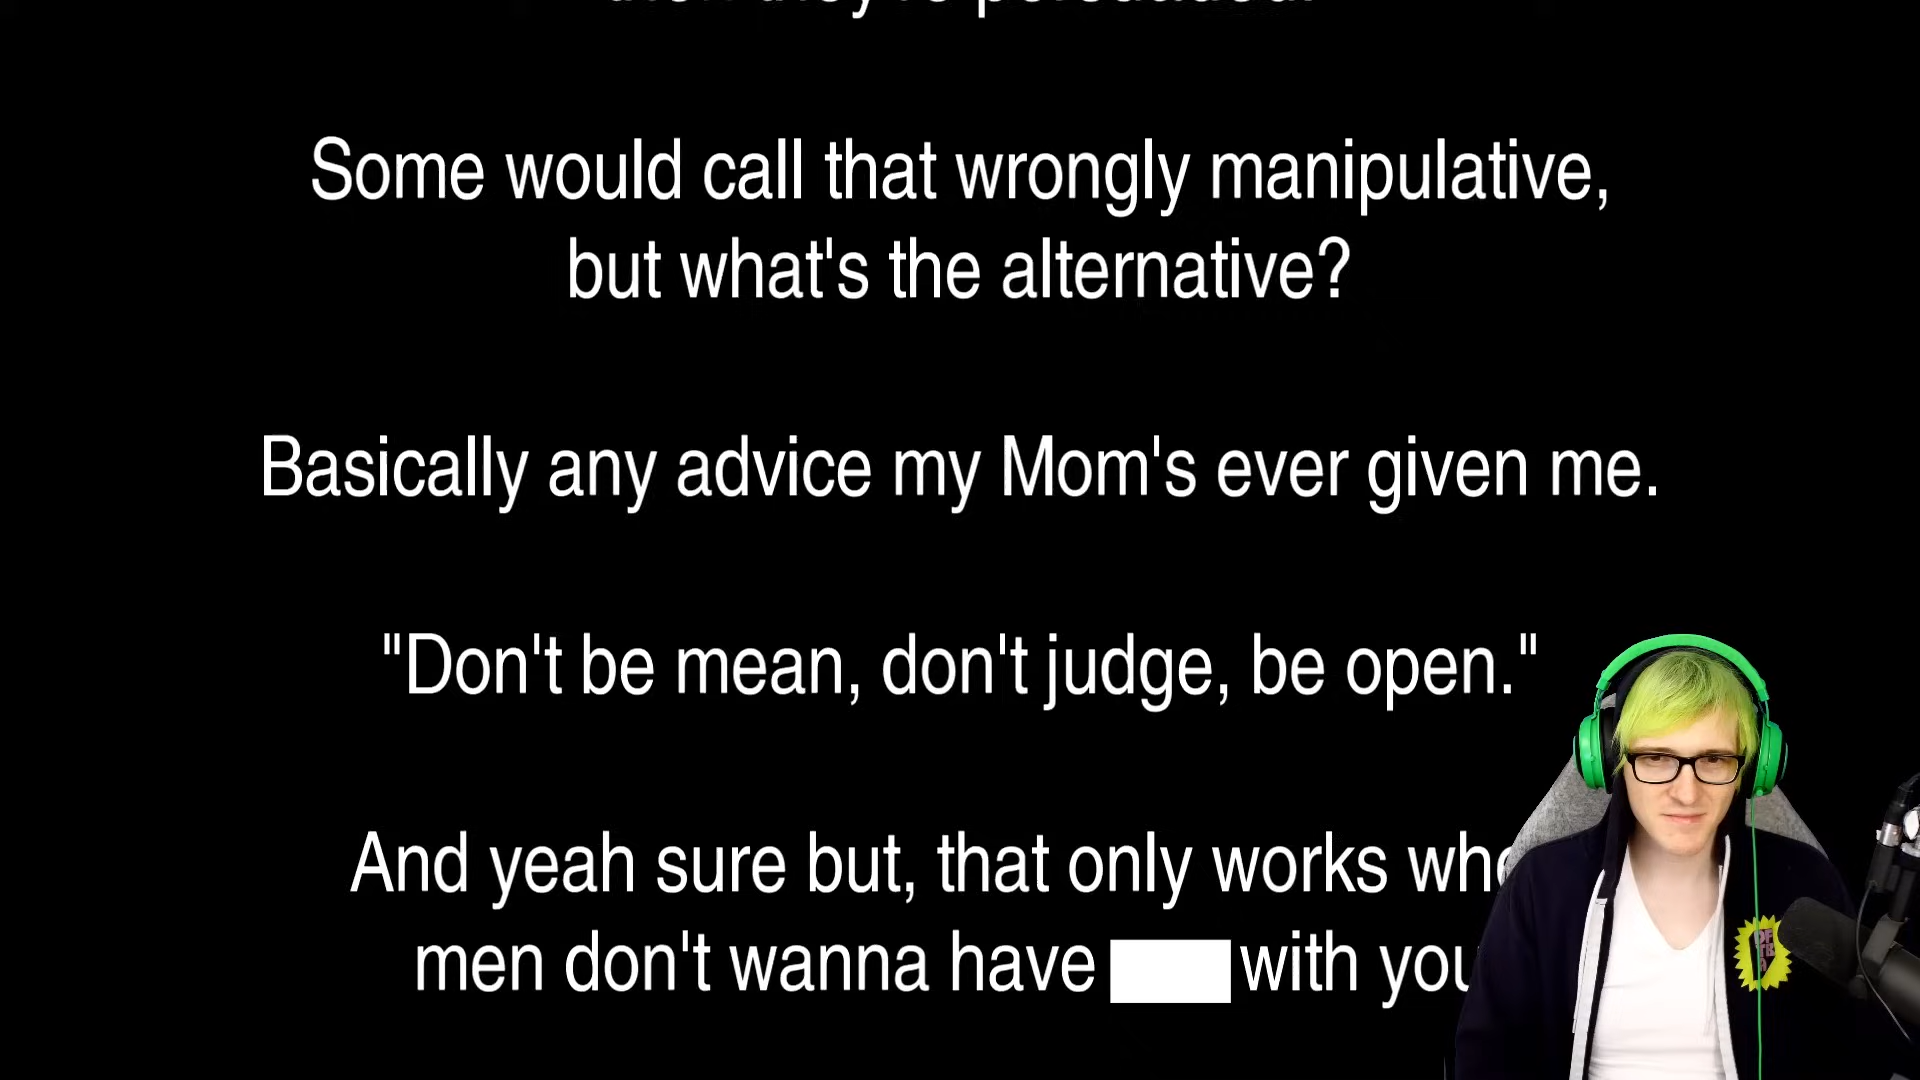 Some would call that wrongly manipulative,
but what's the alternative?
Basically any advice my Mom's ever given me.
"Don't be mean, don't judge, be open."
And yeah sure but, that only works
men don't wanna have with you